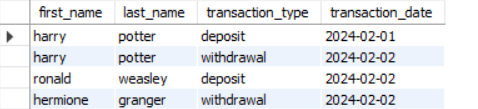 first_name last_name transaction_type transaction_date
harry potter deposit 2024-02-01
harry potter withdrawal 2024-02-02
ronald weasley deposit 2024-02-02
hermione granger withdrawal 2024-02-02